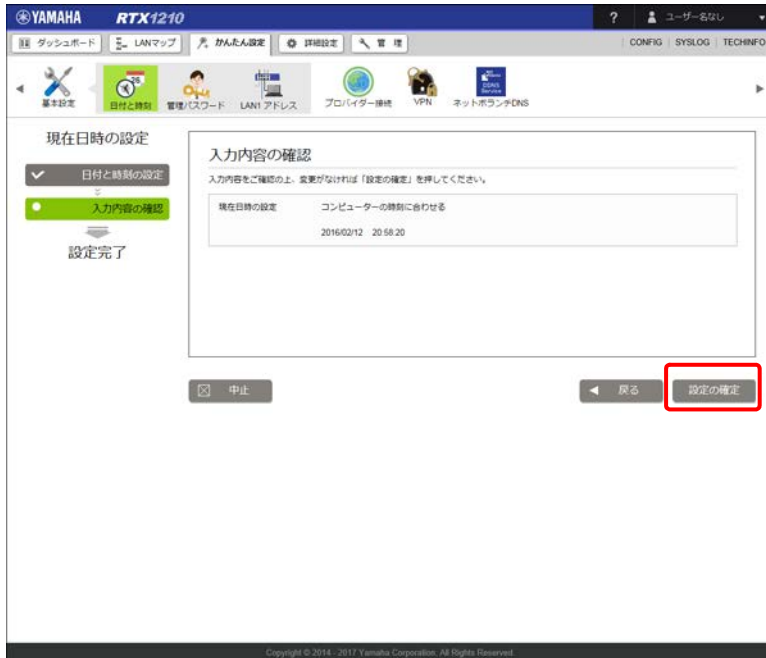 YAMAHA RTX1210 ? ユーザー名なし
ダッシュボード LANマップ かんたん設定 詳細設定 管理 CONFIG SYSLOG TECHINFO
26
DDNS
Service
基本設定 日付と時刻 管理パスワード LAN1 アドレス プロバイダー接続 VPN ネットボランチDNS
現在日時の設定
日付と時刻の設定
入力内容の確認
設定完了
入力内容の確認
入力内容をご確認の上、変更がなければ「設定の確定」を押してください。
現在日時の設定 コンピューターの時刻に合わせる
2016/02/12 20:58:20
中止 戻る 設定の確定
Copyright © 2014 - 2017 Yamaha Corporation. All Rights Reserved.